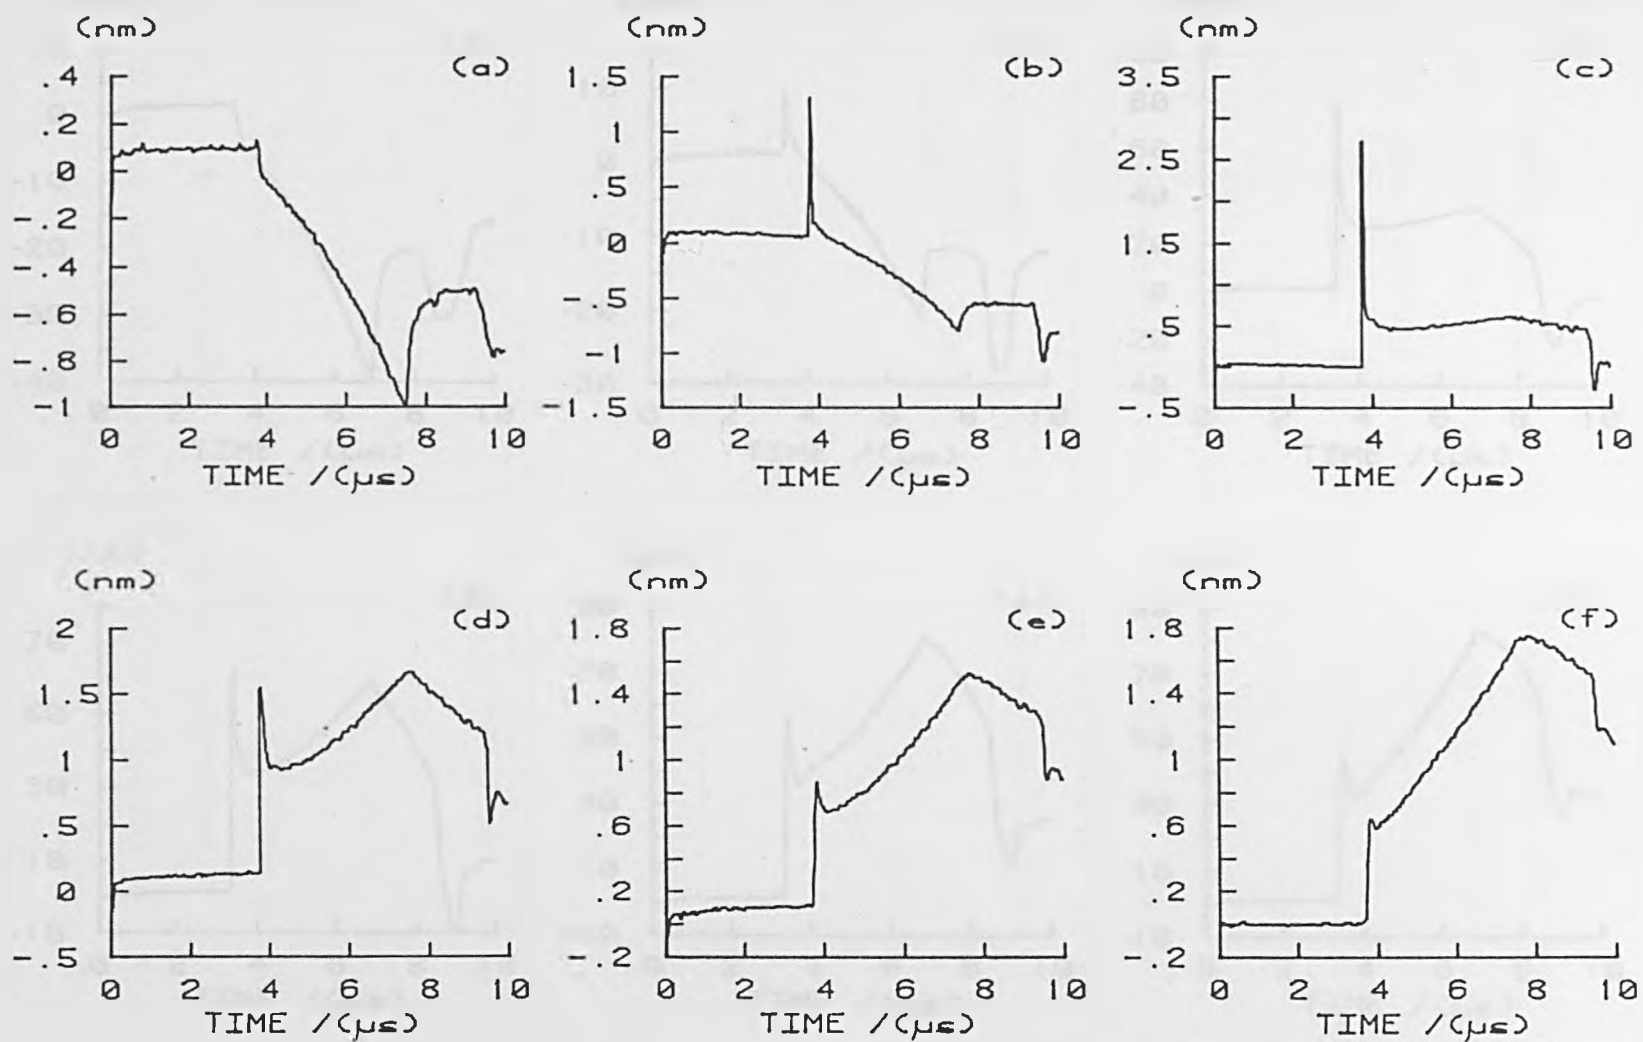 (nm) (nm) (nm)
(a) (b) (c)
.4 1.5 3.5
.2 1 2.5
0 .5 1.5
-.2 0 .5
-.4 -.5 -.5
-.6 -1
-.8 -1.5
-1
0 2 4 6 8 10 0 2 4 6 8 10 0 2 4 6 8 10
TIME /(µs) TIME /(µs) TIME /(µs)
(nm) (nm) (nm)
(d) (e) (f)
2 1.8 1.8
1.5 1.4 1.4
1 1 1
.5 .6 .6
0 .2 .2
-.5 -.2 -.2
0 2 4 6 8 10 0 2 4 6 8 10 0 2 4 6 8 10
TIME /(µs) TIME /(µs) TIME /(µs)